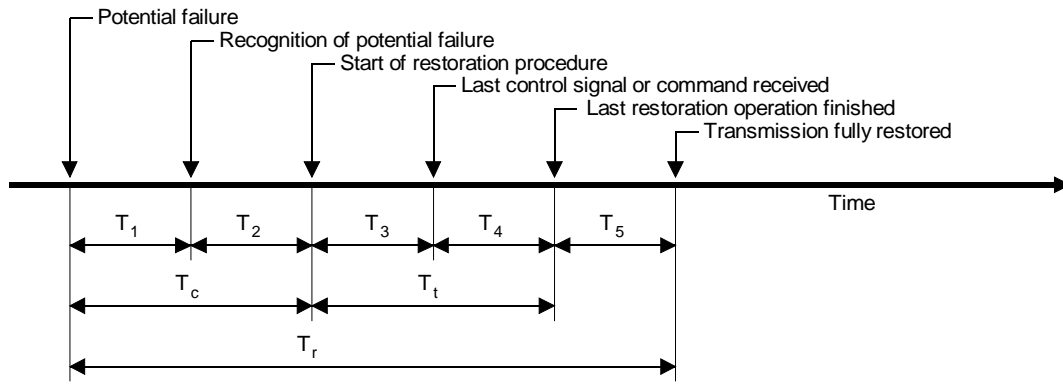 Potential failure
Recognition of potential failure
Start of restoration procedure
Last control signal or command received
Last restoration operation finished
Transmission fully restored
Time
T1 T2 T3 T4 T5
Tc Tt
Tr